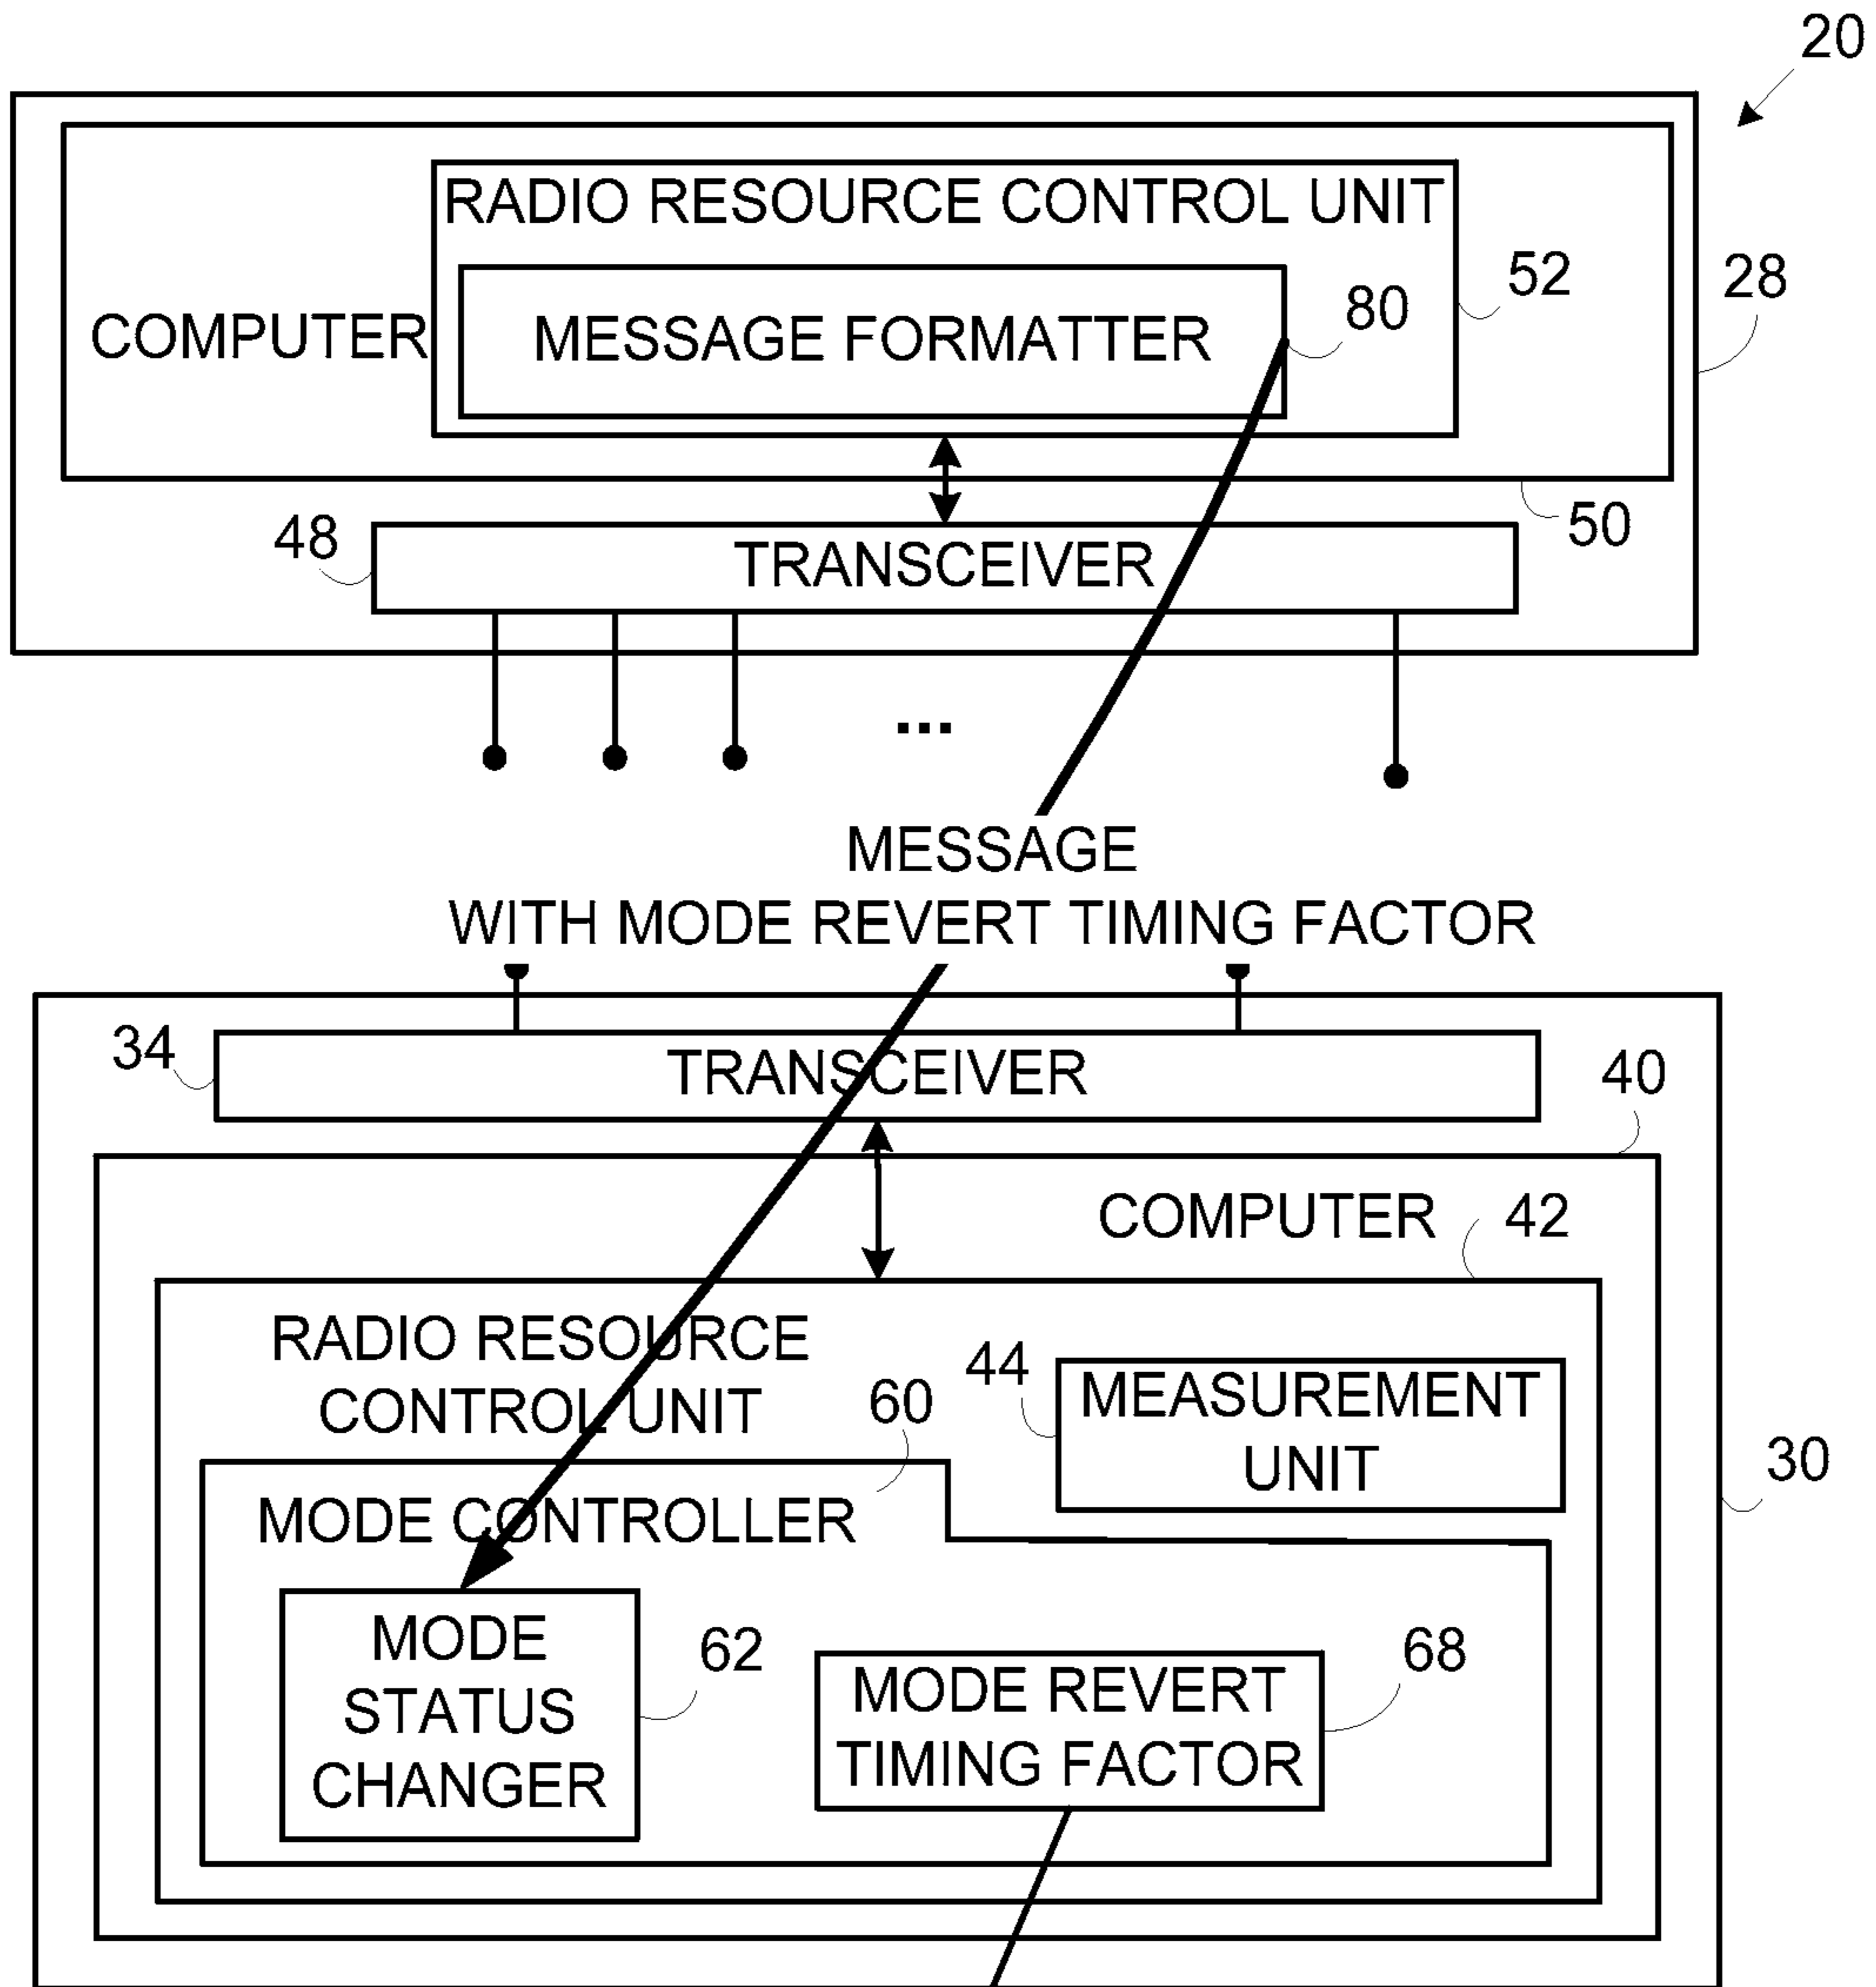 20
RADIO RESOURCE CONTROL UNIT
52
28
COMPUTER
MESSAGE FORMATTER
80
50
48
TRANSCEIVER
...
MESSAGE
WITH MODE REVERT TIMING FACTOR
34
TRANSCEIVER
40
COMPUTER
42
RADIO RESOURCE
CONTROL UNIT
44
MEASUREMENT
UNIT
60
30
MODE CONTROLLER
MODE
STATUS
CHANGER
62
MODE REVERT
TIMING FACTOR
68